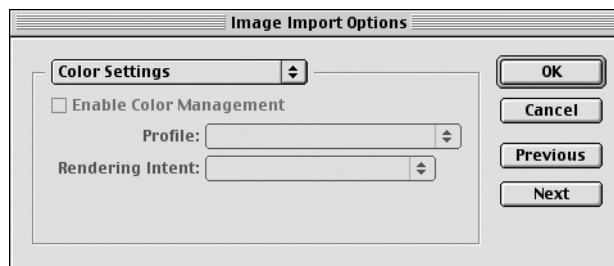 Image Import Options
Color Settings
Enable Color Management
Profile:
Rendering Intent:
OK
Cancel
Previous
Next